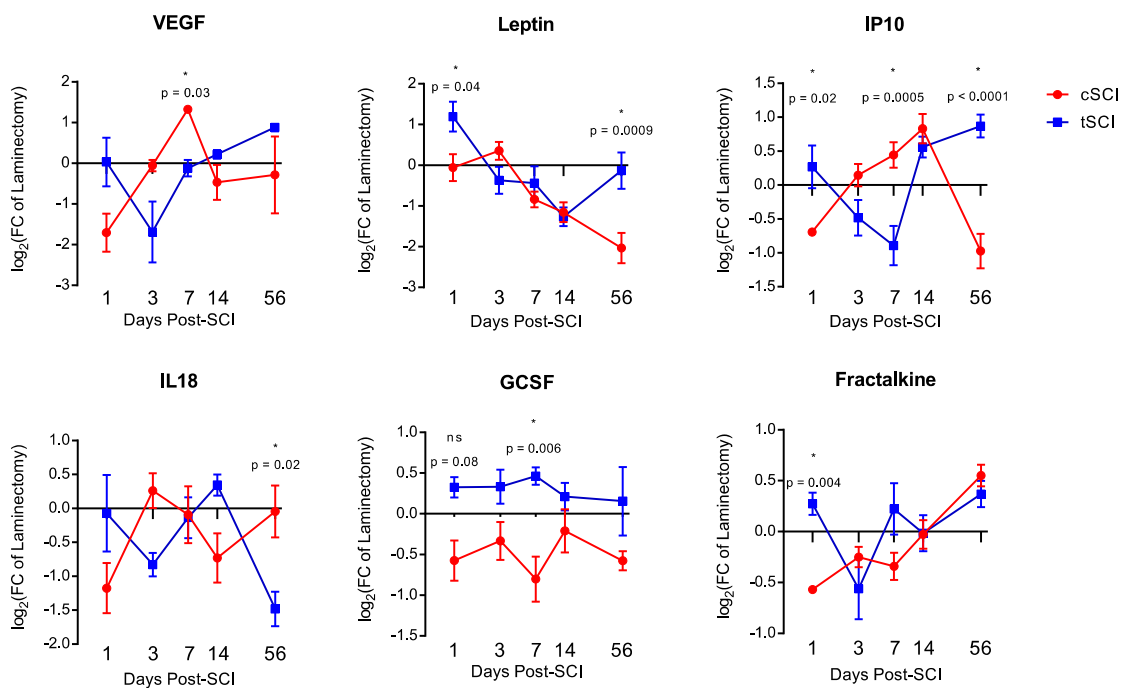 VEGF
log2(FC of Laminectomy)
2
1
0
−1
−2
−3
*
p = 0.03
1 3 7 14 56
Days Post-SCI
Leptin
log2(FC of Laminectomy)
2
1
0
−1
−2
−3
*
p = 0.04
*
p = 0.0009
1 3 7 14 56
Days Post-SCI
IP10
log2(FC of Laminectomy)
1.5
1.0
0.5
0.0
−0.5
−1.0
−1.5
* * *
p = 0.02 p = 0.0005 p < 0.0001
1 3 7 14 56
Days Post-SCI
cSCI
tSCI
IL18
log2(FC of Laminectomy)
1.0
0.5
0.0
−0.5
−1.0
−1.5
−2.0
*
p = 0.02
1 3 7 14 56
Days Post-SCI
GCSF
log2(FC of Laminectomy)
1.0
0.5
0.0
−0.5
−1.0
−1.5
ns
p = 0.08
*
p = 0.006
1 3 7 14 56
Days Post-SCI
Fractalkine
log2(FC of Laminectomy)
1.0
0.5
0.0
−0.5
−1.0
*
p = 0.004
1 3 7 14 56
Days Post-SCI